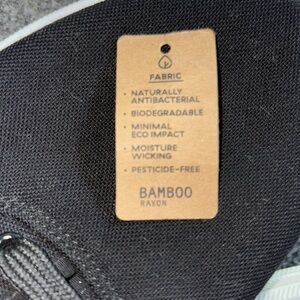 FABRIC
• NATURALLY
ANTIBACTERIAL
• BIODEGRADABLE
• MINIMAL
ECO IMPACT
• MOISTURE
WICKING
• PESTICIDE-FREE
BAMBOO
RAYON